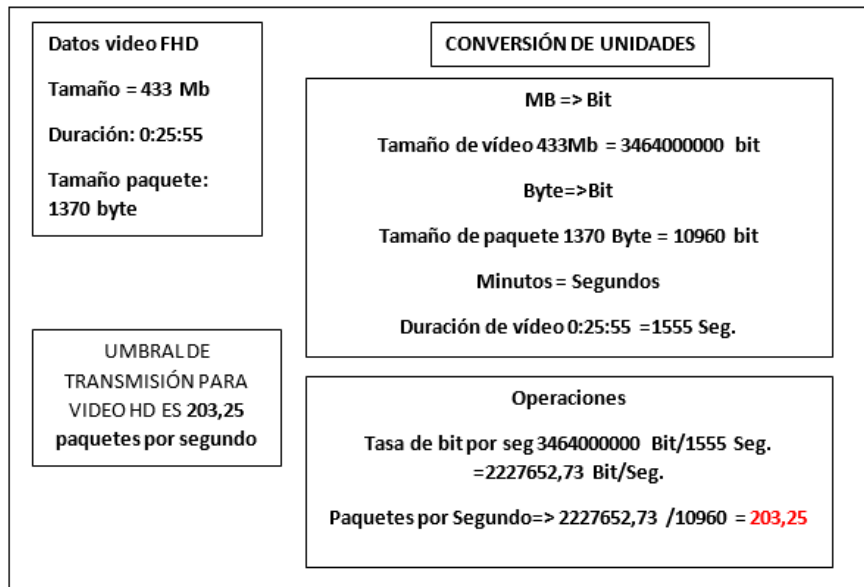 Datos video FHD
Tamaño = 433 Mb
Duración: 0:25:55
Tamaño paquete:
1370 byte
UMBRAL DE
TRANSMISIÓN PARA
VIDEO HD ES 203,25
paquetes por segundo
CONVERSIÓN DE UNIDADES
MB => Bit
Tamaño de vídeo 433Mb = 3464000000 bit
Byte=>Bit
Tamaño de paquete 1370 Byte = 10960 bit
Minutos = Segundos
Duración de vídeo 0:25:55 =1555 Seg.
Operaciones
Tasa de bit por seg 3464000000 Bit/1555 Seg.
=2227652,73 Bit/Seg.
Paquetes por Segundo=> 2227652,73 /10960 = 203,25